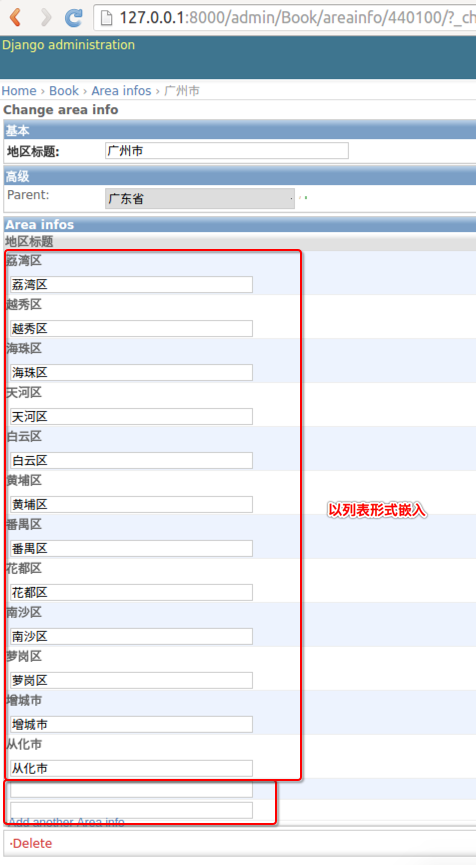 127.0.0.1:8000/admin/Book/areainfo/440100/?_ch
Django administration
Home › Book › Area infos › 广州市
Change area info
基本
地区标题: 广州市
高级
Parent: 广东省
Area infos
地区标题
荔湾区
荔湾区
越秀区
越秀区
海珠区
海珠区
天河区
天河区
白云区
白云区
黄埔区
黄埔区
以列表形式嵌入
番禺区
番禺区
花都区
花都区
南沙区
南沙区
萝岗区
萝岗区
增城市
增城市
从化市
从化市
Add another Area info
·Delete